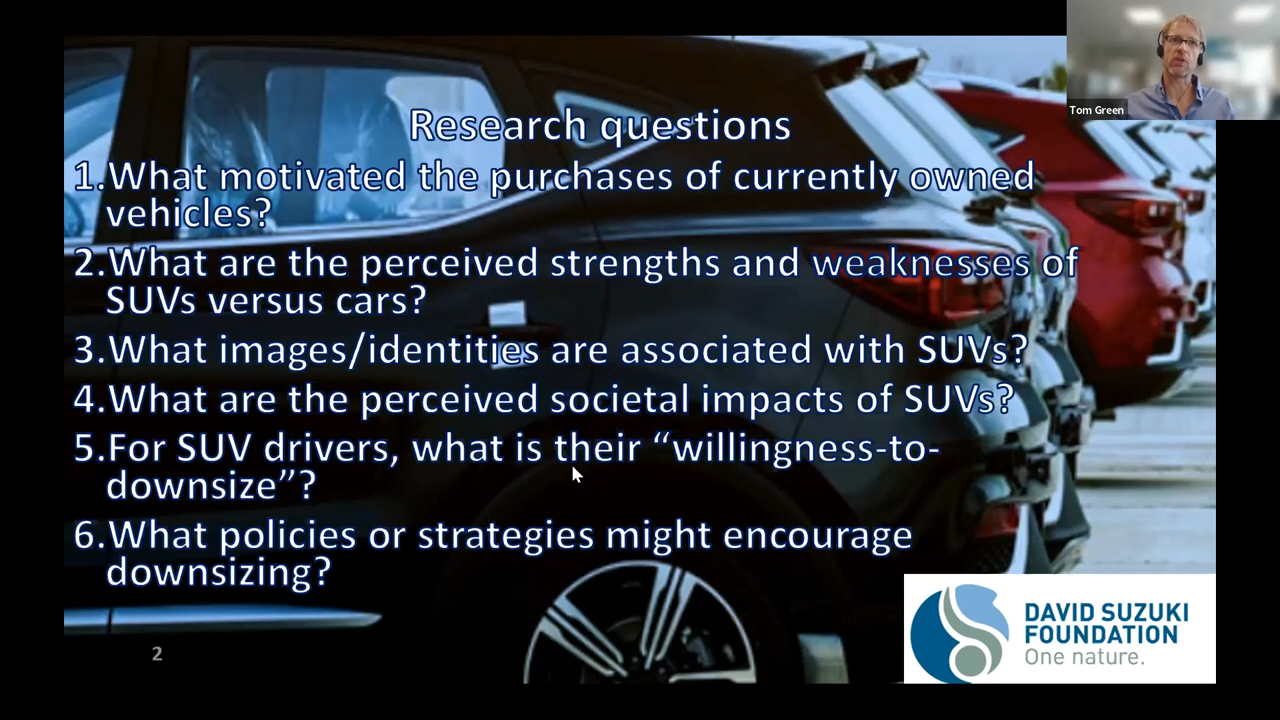 Tom Green
Research questions
1.What motivated the purchases of currently owned
vehicles?
2.What are the perceived strengths and weaknesses of
SUVs versus cars?
3.What images/identities are associated with SUVs?
4.What are the perceived societal impacts of SUVs?
5.For SUV drivers, what is their “willingness-to-
downsize”?
6.What policies or strategies might encourage
downsizing?
2
DAVID SUZUKI
FOUNDATION
One nature.